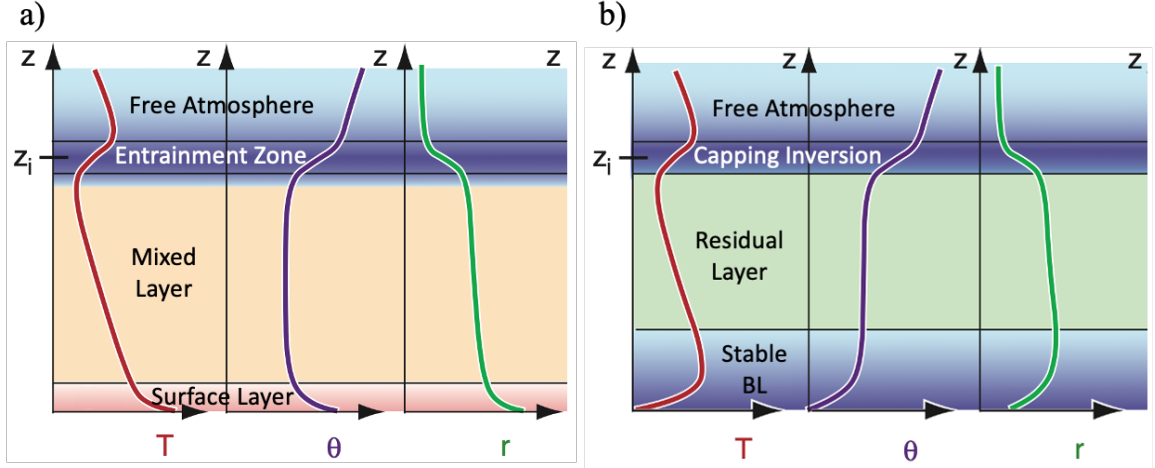 a)
z
z
z
Free Atmosphere
zi
Entrainment Zone
Mixed
Layer
Surface Layer
T
θ
r
b)
z
z
z
z
Free Atmosphere
zi
Capping Inversion
Residual
Layer
Stable
BL
T
θ
r